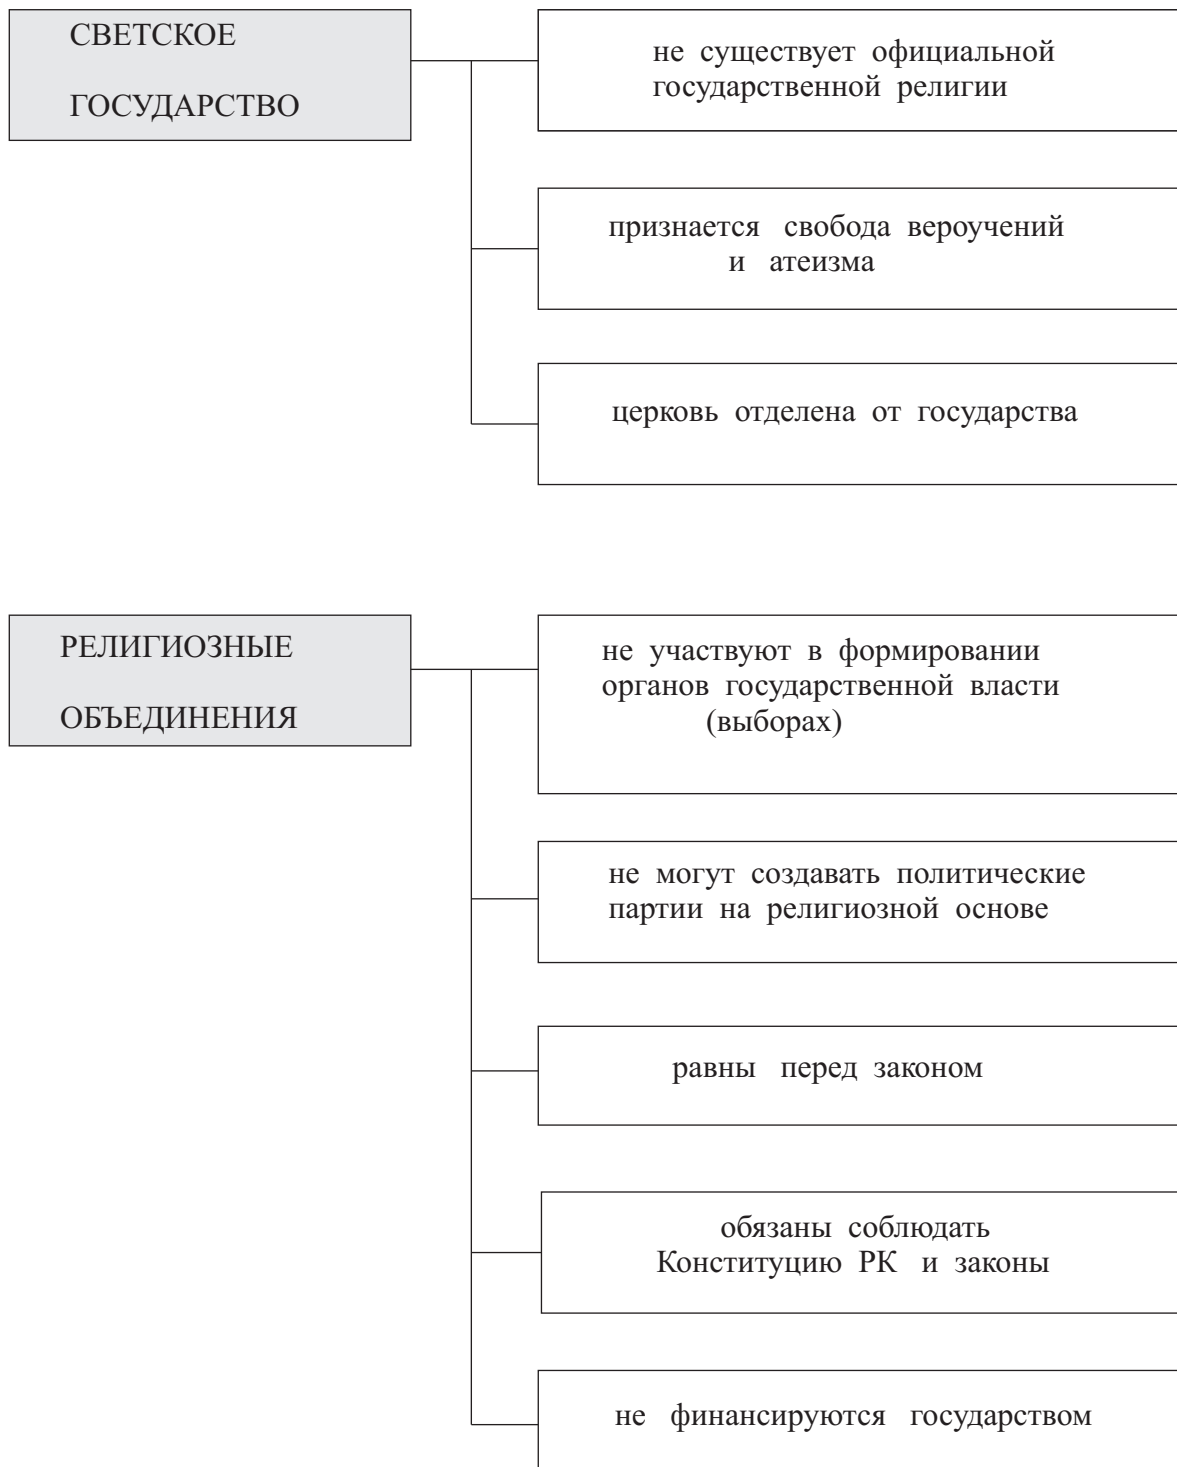 СВЕТСКОЕ
ГОСУДАРСТВО
не существует официальной
государственной религии
признается свобода вероучений
и атеизма
церковь отделена от государства
РЕЛИГИОЗНЫЕ
ОБЪЕДИНЕНИЯ
не участвуют в формировании
органов государственной власти
(выборах)
не могут создавать политические
партии на религиозной основе
равны перед законом
обязаны соблюдать
Конституцию РК и законы
не финансируются государством